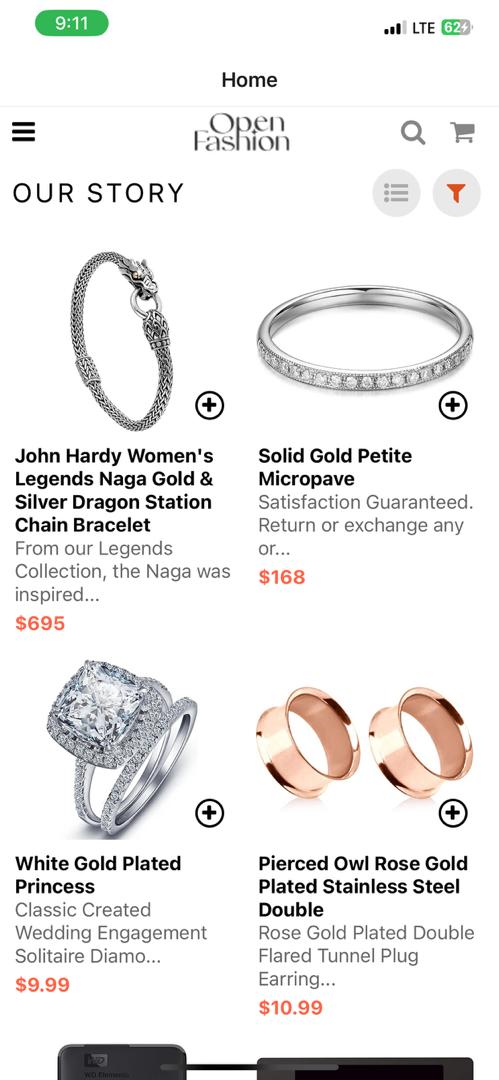 9:11
LTE 62
Home
Open
Fashion
OUR STORY
John Hardy Women's
Legends Naga Gold &
Silver Dragon Station
Chain Bracelet
From our Legends
Collection, the Naga was
inspired...
$695
Solid Gold Petite
Micropave
Satisfaction Guaranteed.
Return or exchange any
or...
$168
White Gold Plated
Princess
Classic Created
Wedding Engagement
Solitaire Diamo...
$9.99
Pierced Owl Rose Gold
Plated Stainless Steel
Double
Rose Gold Plated Double
Flared Tunnel Plug
Earring...
$10.99
WD
WD Elements